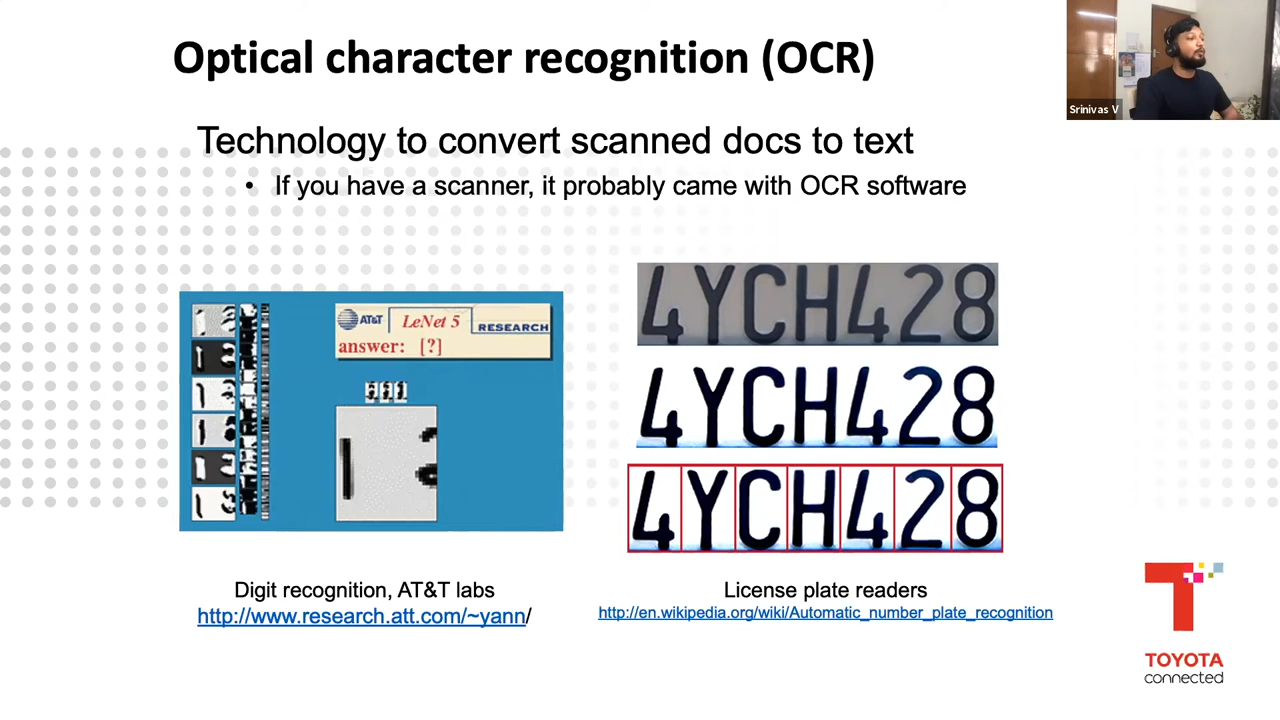 Optical character recognition (OCR)
Srinivas V
Technology to convert scanned docs to text
• If you have a scanner, it probably came with OCR software
AT&T
LeNet 5
RESEARCH
answer: [?]
4YCH428
4YCH428
4YCH428
Digit recognition, AT&T labs
http://www.research.att.com/~yann/
License plate readers
http://en.wikipedia.org/wiki/Automatic_number_plate_recognition
TOYOTA
connected